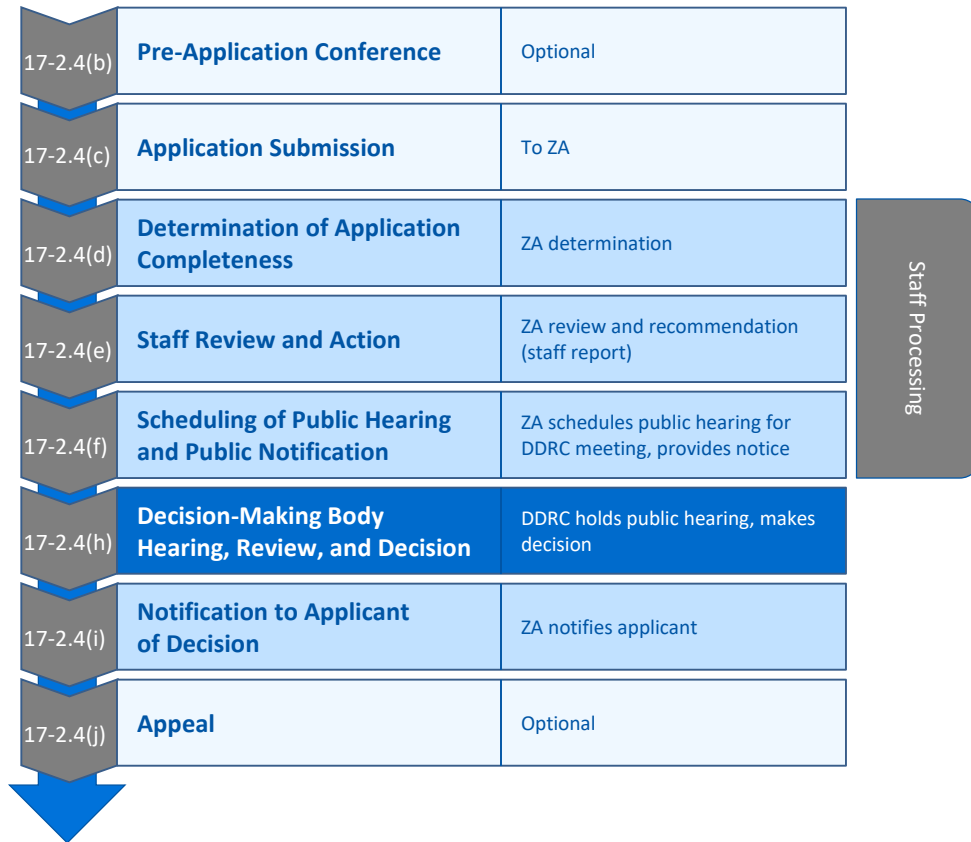 17-2.4(b)
Pre-Application Conference
Optional
17-2.4(c)
Application Submission
To ZA
17-2.4(d)
Determination of Application
Completeness
ZA determination
17-2.4(e)
Staff Review and Action
ZA review and recommendation
(staff report)
17-2.4(f)
Scheduling of Public Hearing
and Public Notification
ZA schedules public hearing for
DDRC meeting, provides notice
Staff Processing
17-2.4(h)
Decision-Making Body
Hearing, Review, and Decision
DDRC holds public hearing, makes
decision
17-2.4(i)
Notification to Applicant
of Decision
ZA notifies applicant
17-2.4(j)
Appeal
Optional